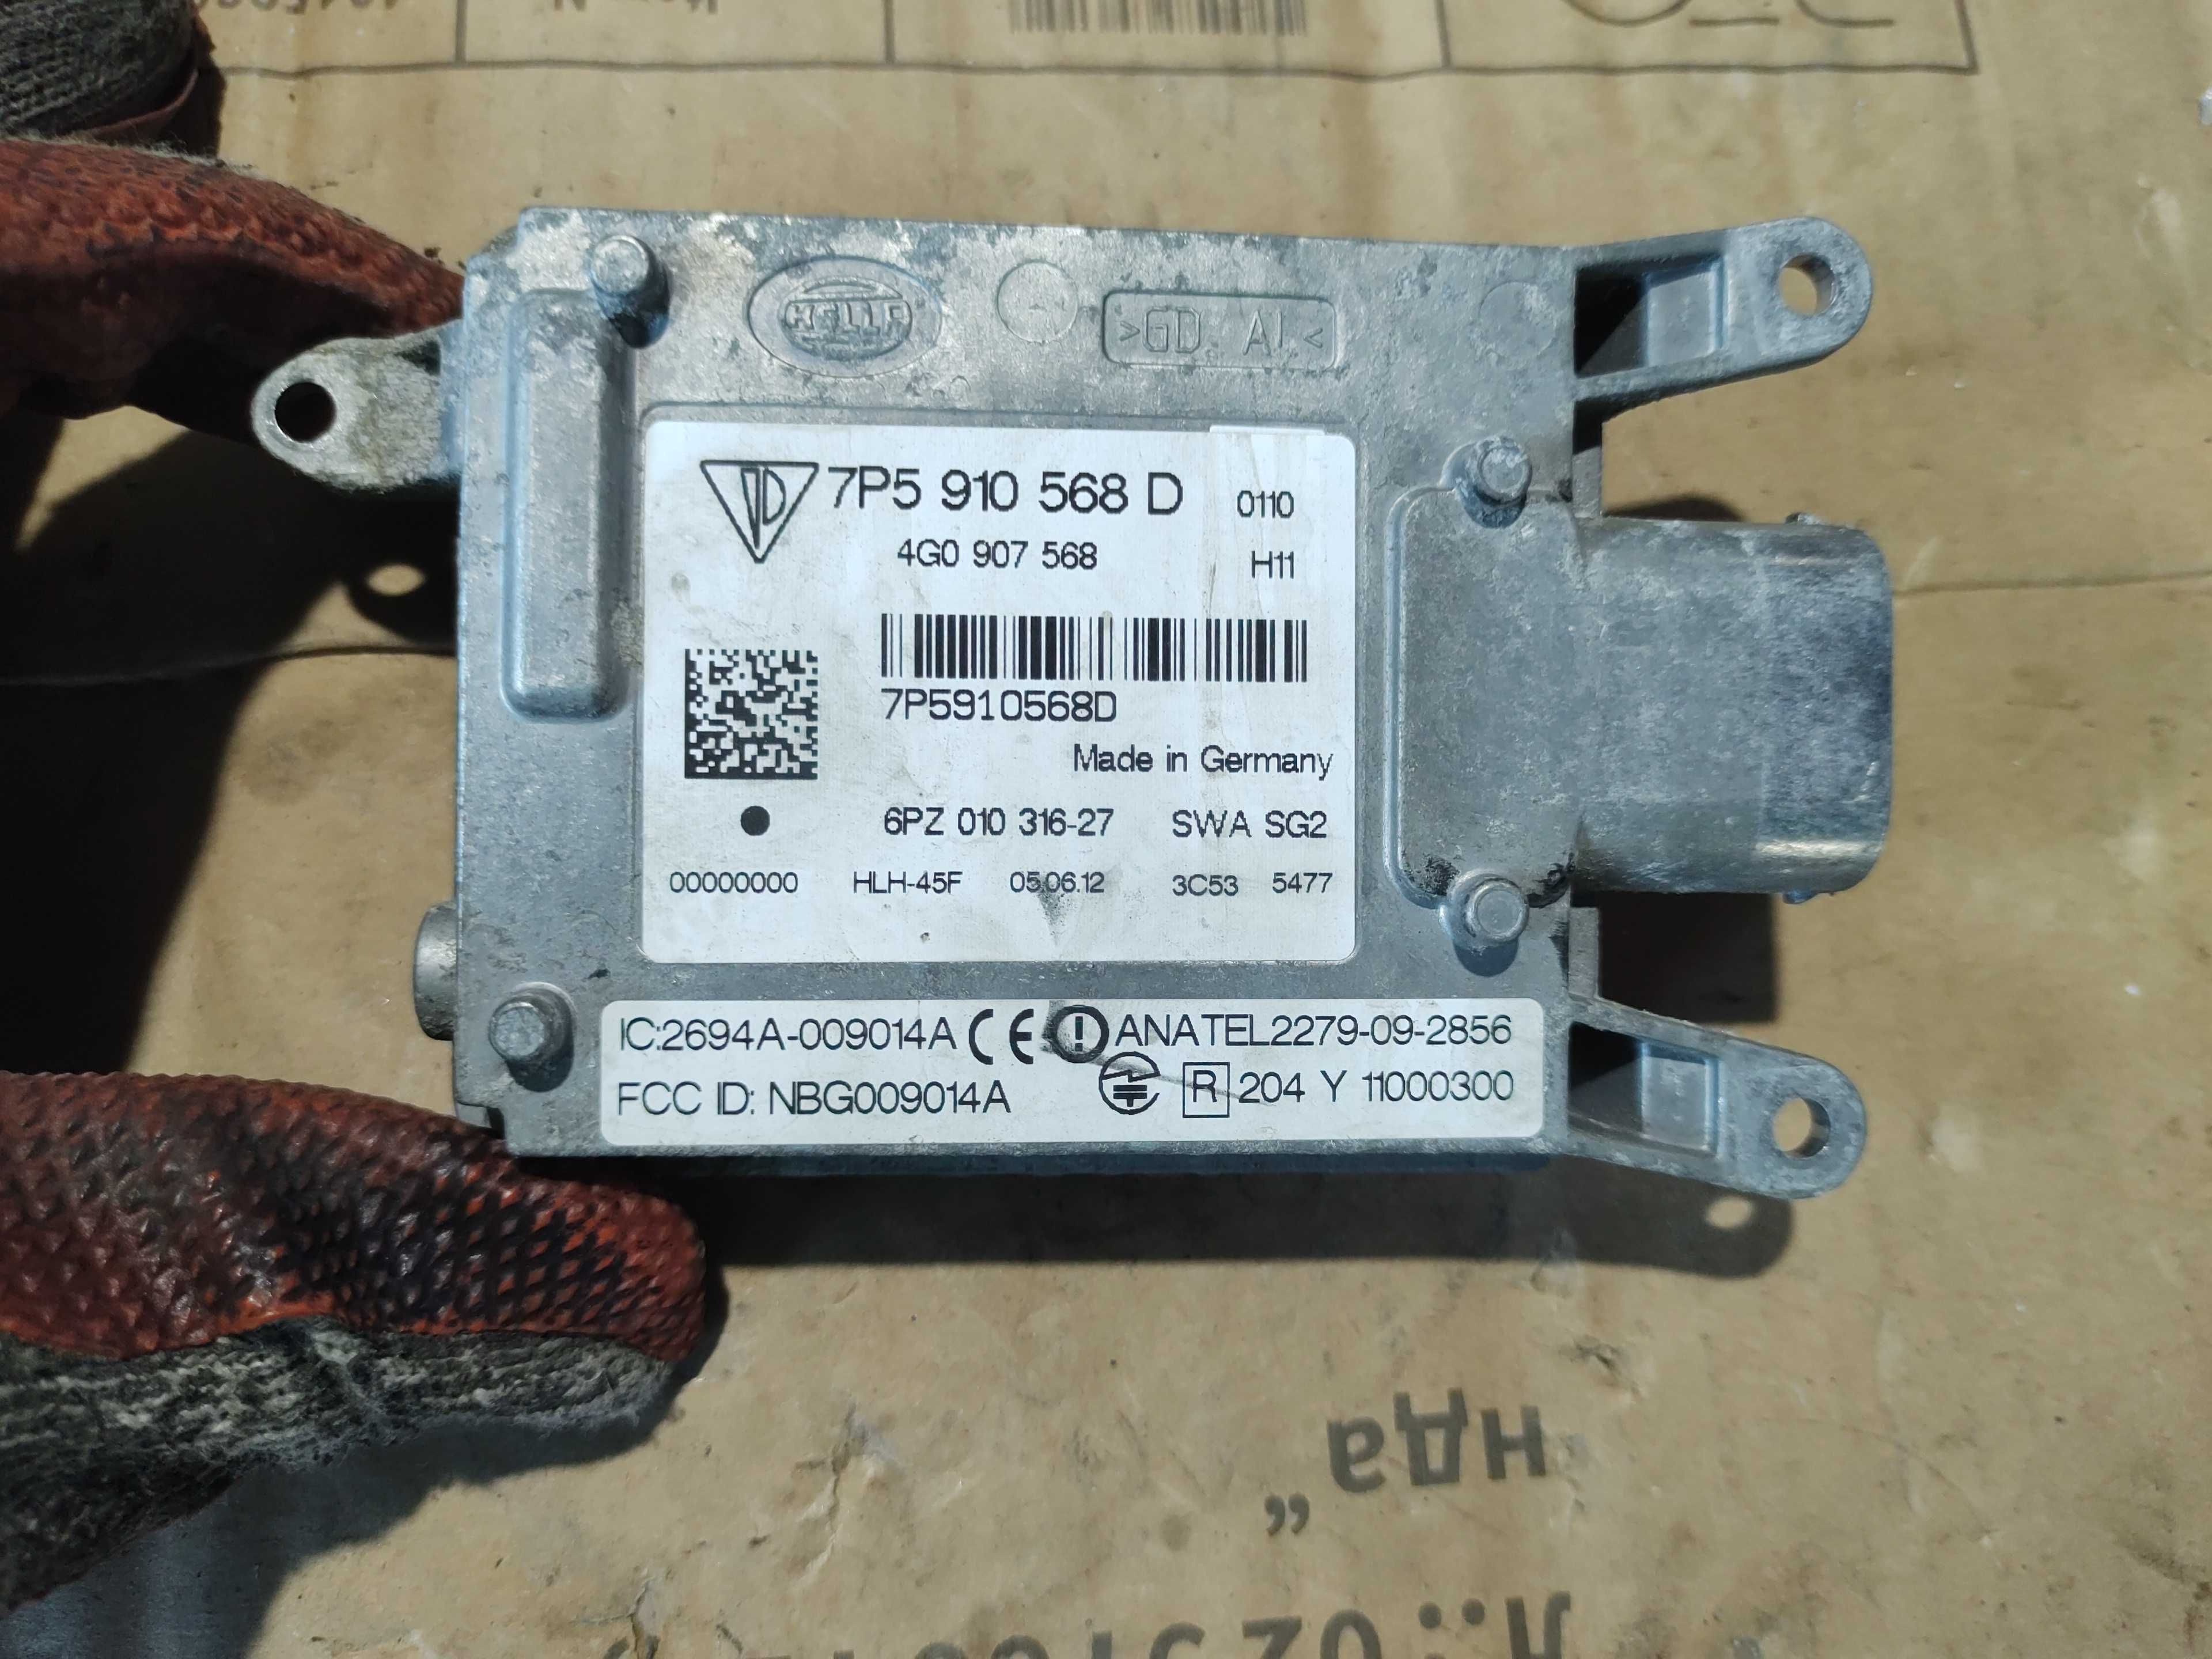 HELLA
>GD. AL<
7P5 910 568 D 0110
4G0 907 568 H11
7P5910568D
Made in Germany
6PZ 010 316-27 SWA SG2
00000000 HLH-45F 05.06.12 3C53 5477
IC:2694A-009014A CE ANATEL2279-09-2856
FCC ID: NBG009014A R 204 Y 11000300
нда
"